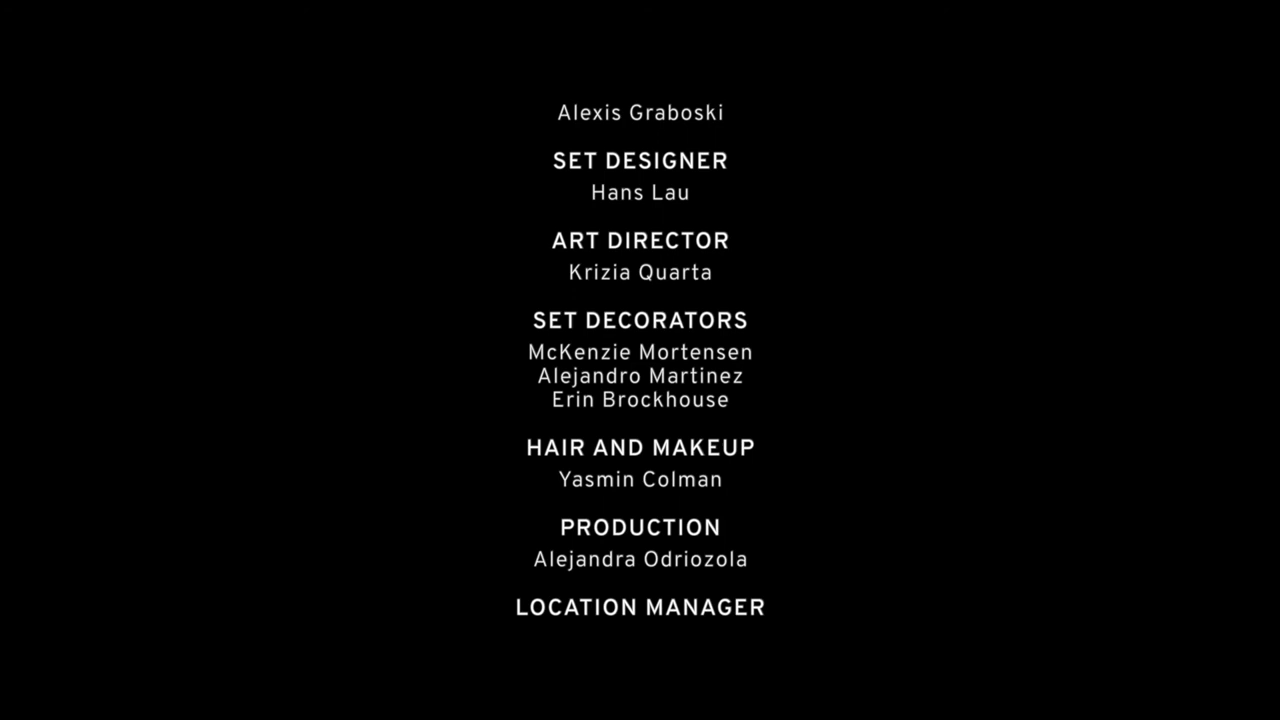 Alexis Graboski
SET DESIGNER
Hans Lau
ART DIRECTOR
Krizia Quarta
SET DECORATORS
McKenzie Mortensen
Alejandro Martinez
Erin Brockhouse
HAIR AND MAKEUP
Yasmin Colman
PRODUCTION
Alejandra Odriozola
LOCATION MANAGER